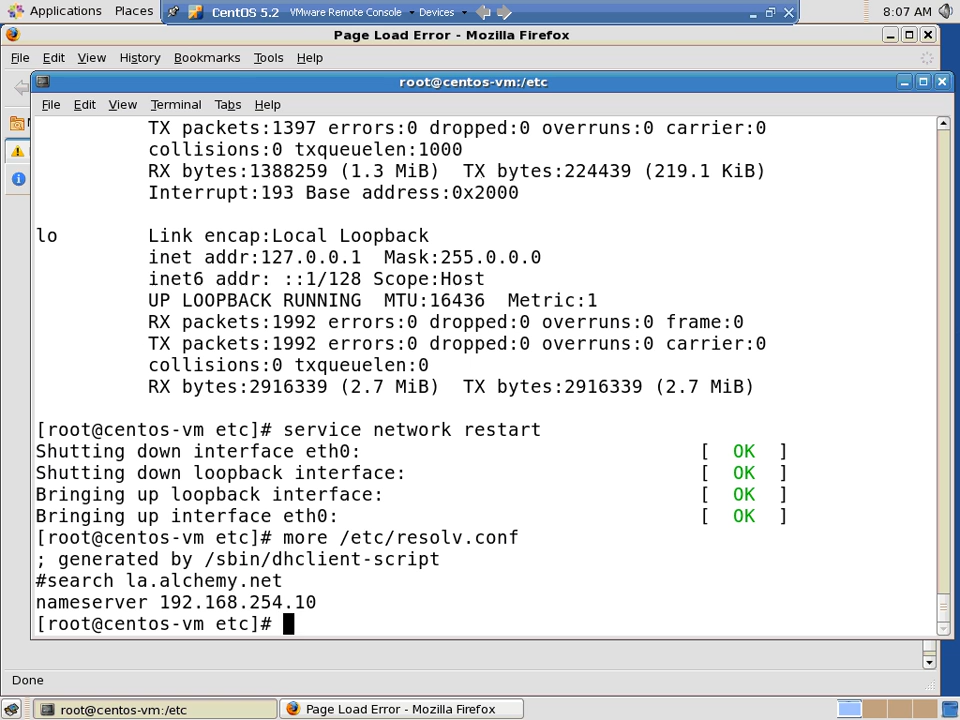 Applications Places CentOS 5.2 VMware Remote Console Devices 8:07 AM
Page Load Error - Mozilla Firefox
File Edit View History Bookmarks Tools Help
root@centos-vm:/etc
File Edit View Terminal Tabs Help
TX packets:1397 errors:0 dropped:0 overruns:0 carrier:0
collisions:0 txqueuelen:1000
RX bytes:1388259 (1.3 MiB)  TX bytes:224439 (219.1 KiB)
Interrupt:193 Base address:0x2000
lo        Link encap:Local Loopback
inet addr:127.0.0.1  Mask:255.0.0.0
inet6 addr: ::1/128 Scope:Host
UP LOOPBACK RUNNING  MTU:16436  Metric:1
RX packets:1992 errors:0 dropped:0 overruns:0 frame:0
TX packets:1992 errors:0 dropped:0 overruns:0 carrier:0
collisions:0 txqueuelen:0
RX bytes:2916339 (2.7 MiB)  TX bytes:2916339 (2.7 MiB)
[root@centos-vm etc]# service network restart
Shutting down interface eth0: [ OK ]
Shutting down loopback interface: [ OK ]
Bringing up loopback interface: [ OK ]
Bringing up interface eth0: [ OK ]
[root@centos-vm etc]# more /etc/resolv.conf
; generated by /sbin/dhclient-script
#search la.alchemy.net
nameserver 192.168.254.10
[root@centos-vm etc]#
Done
root@centos-vm:/etc Page Load Error - Mozilla Firefox